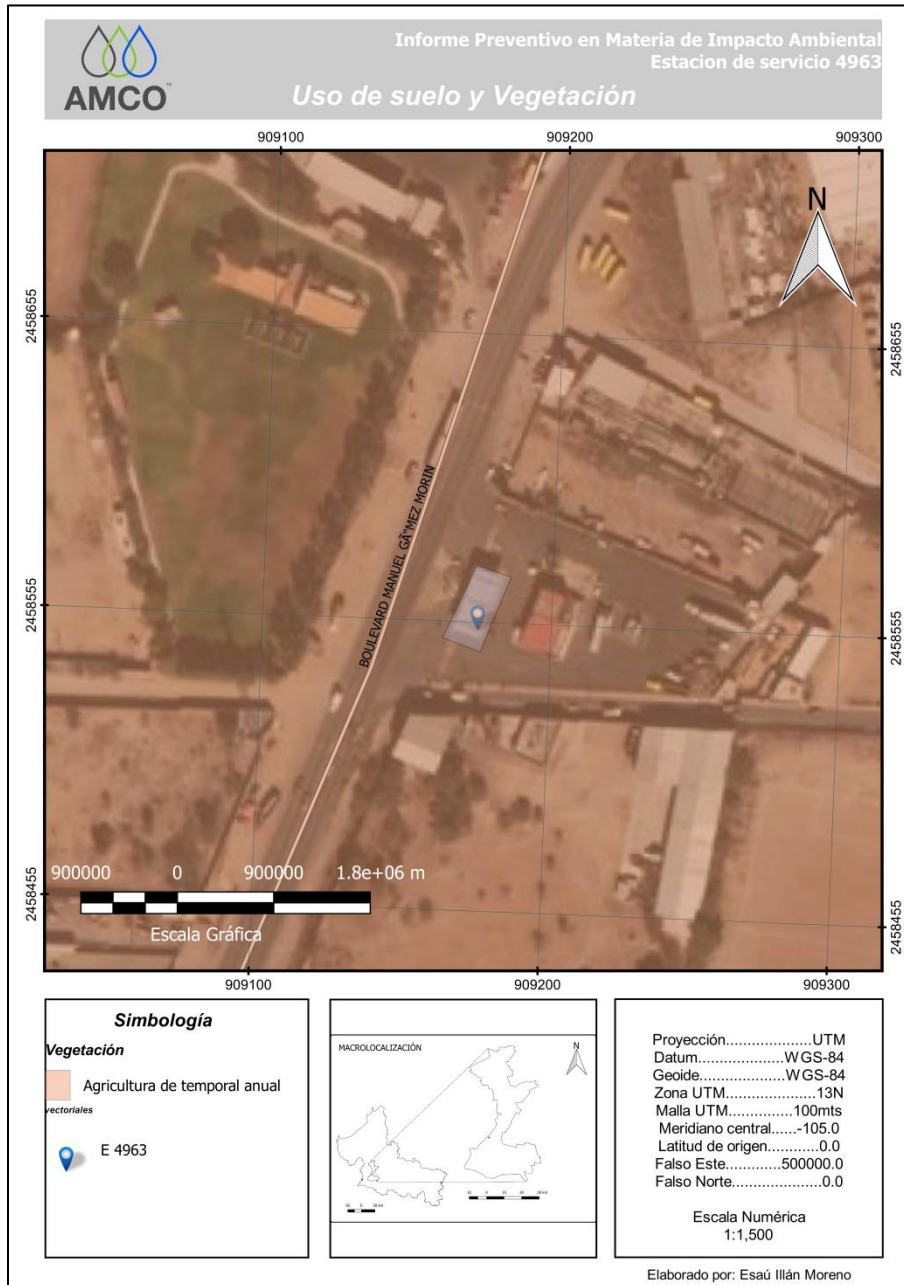 AMCO™
Informe Preventivo en Materia de Impacto Ambiental
Estacion de servicio 4963
Uso de suelo y Vegetación
909100 909200 909300
N
2458655 2458655
BOULEVARD MANUEL GÃ“MEZ MORIN
2458555 2458555
900000 0 900000 1.8e+06 m
Escala Gráfica
2458455 2458455
909100 909200 909300
Simbología
Vegetación
Agricultura de temporal anual
vectoriales
E 4963
MACROLOCALIZACIÓN
N
Proyección....................UTM
Datum...............WGS-84
Geoide...............WGS-84
Zona UTM.....................13N
Malla UTM...............100mts
Meridiano central......-105.0
Latitud de origen............0.0
Falso Este.........500000.0
Falso Norte....................0.0
Escala Numérica
1:1,500
Elaborado por: Esaú Illán Moreno